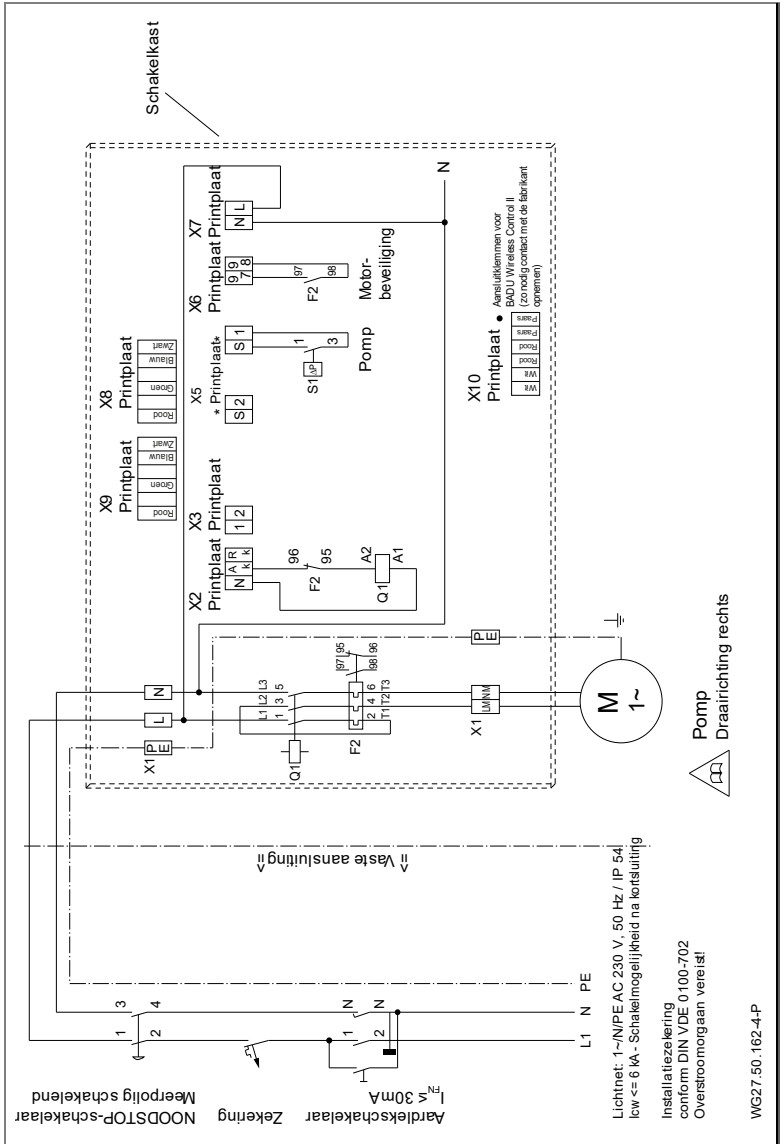 Schakelkast
X8
Printplaat
Rood
Groen
Blauw
Zwart
X9
Printplaat
Rood
Groen
Blauw
Zwart
X2
Printplaat
N
A k
R k
X3
Printplaat
1 2
X5
* Printplaat*
S 2
S 1
X6
Printplaat
9 7
9 8
X7
Printplaat
N L
N
96
95
F2
A2
A1
Q1
1
3
S1
ΔP
Pomp
97
98
F2
Motor-
beveiliging
X10
Printplaat
Wit
Wit
Rood
Rood
Paars
Paars
Aansluitklemmen voor
BADU Wireless Control II
(zo nodig contact met de fabrikant
opnemen)
X1
PE
L
N
L1 L2 L3
1 3 5
Q1
97 95
98 96
2 4 6
T1 T2 T3
F2
X1
LM NM
PE
M
1~
Pomp
Draairichting rechts
= Vaste aansluiting =
NOODSTOP-schakelaar
Meerpolig schakelend
1 3
2 4
Zekering
Aardlekschakelaar
I FN ≤ 30mA
1 N
2 N
L1
N
PE
Lichtnet: 1~/N/PE AC 230 V, 50 Hz / IP 54
Icw <= 6 kA - Schakelmogelijkheid na kortsluiting
Installatiezekering
conform DIN VDE 0100-702
Overstroomorgaan vereist!
WG27.50.162-4-P